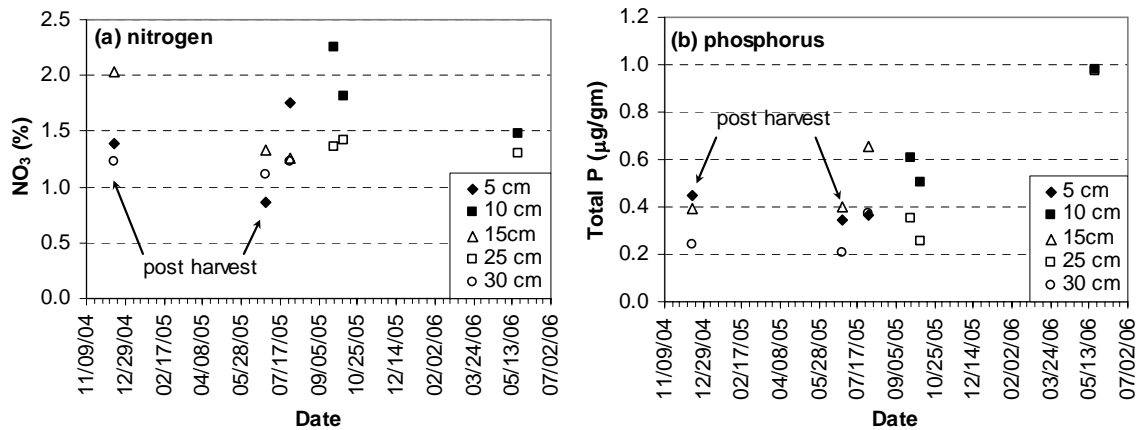 (a) nitrogen
2.5
2.0
1.5
1.0
0.5
0.0
NO3 (%)
post harvest
5 cm
10 cm
15cm
25 cm
30 cm
11/09/04
12/29/04
02/17/05
04/08/05
05/28/05
07/17/05
09/05/05
10/25/05
12/14/05
02/02/06
03/24/06
05/13/06
07/02/06
Date
(b) phosphorus
1.2
1.0
0.8
0.6
0.4
0.2
0.0
Total P (µg/gm)
post harvest
5 cm
10 cm
15cm
25 cm
30 cm
11/09/04
12/29/04
02/17/05
04/08/05
05/28/05
07/17/05
09/05/05
10/25/05
12/14/05
02/02/06
03/24/06
05/13/06
07/02/06
Date